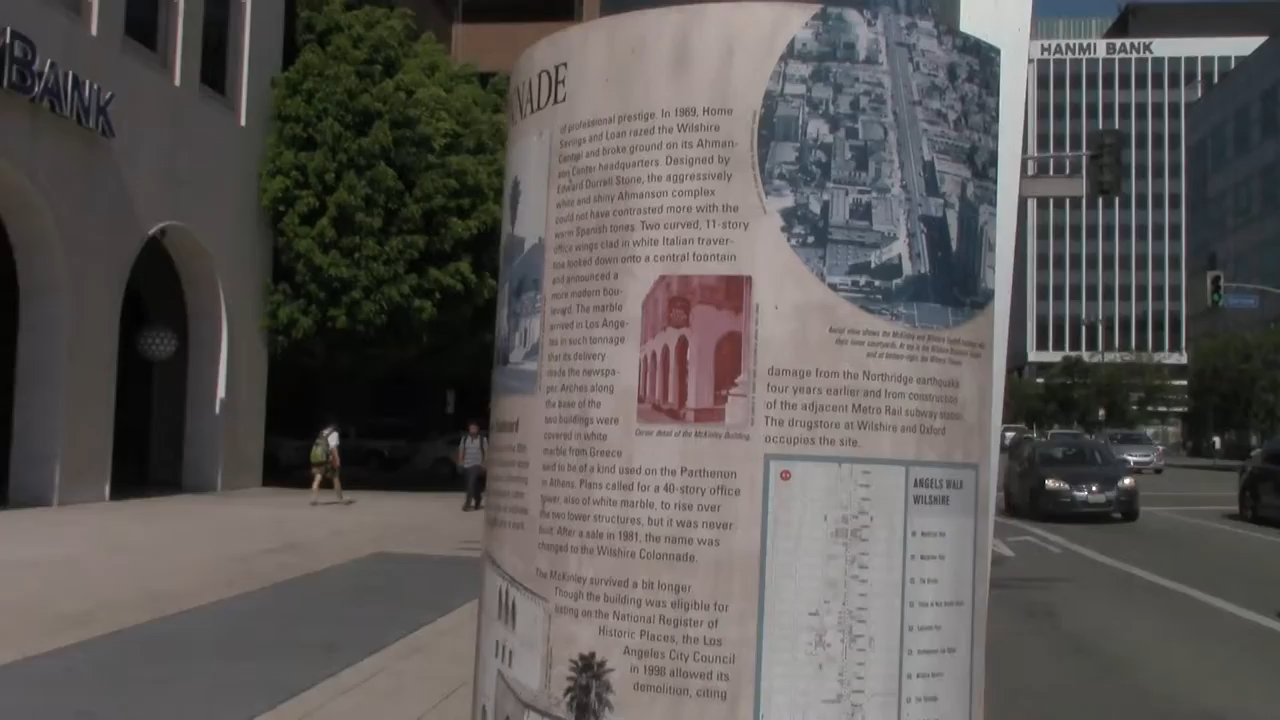 BANK
HANMI BANK
NADE
of professional prestige. In 1969, Home
Savings and Loan razed the Wilshire
Central and broke ground on its Ahman-
son Center headquarters. Designed by
Edward Durrell Stone, the aggressively
white and shiny Ahmanson complex
could not have contrasted more with the
warm Spanish tones. Two curved, 11-story
office wings clad in white Italian traver-
tine looked down onto a central fountain
and announced a
more modern bou-
levard. The marble
arrived in Los Ange-
les in such tonnage
that its delivery
made the newspa-
per. Arches along
the base of the
two buildings were
covered in white
marble from Greece
said to be of a kind used on the Parthenon
in Athens. Plans called for a 40-story office
tower, also of white marble, to rise over
the two lower structures, but it was never
built. After a sale in 1981, the name was
changed to the Wilshire Colonnade.
The McKinley survived a bit longer
Though the building was eligible for
listing on the National Register of
Historic Places, the Los
Angeles City Council
in 1998 allowed its
demolition, citing
Corner detail of the McKinley Building.
damage from the Northridge earthquake
four years earlier and from construction
of the adjacent Metro Rail subway station.
The drugstore at Wilshire and Oxford
occupies the site.
ANGELS WALK
WILSHIRE